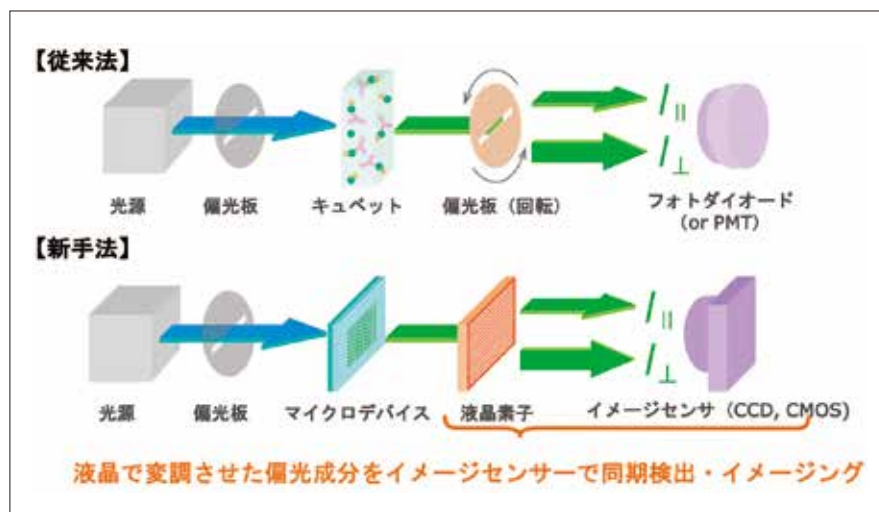 【従来法】
I∥
I⊥
光源 偏光板 キュベット 偏光板（回転） フォトダイオード
(or PMT)
【新手法】
I∥
I⊥
光源 偏光板 マイクロデバイス 液晶素子 イメージセンサ（CCD, CMOS)
液晶で変調させた偏光成分をイメージセンサーで同期検出・イメージング